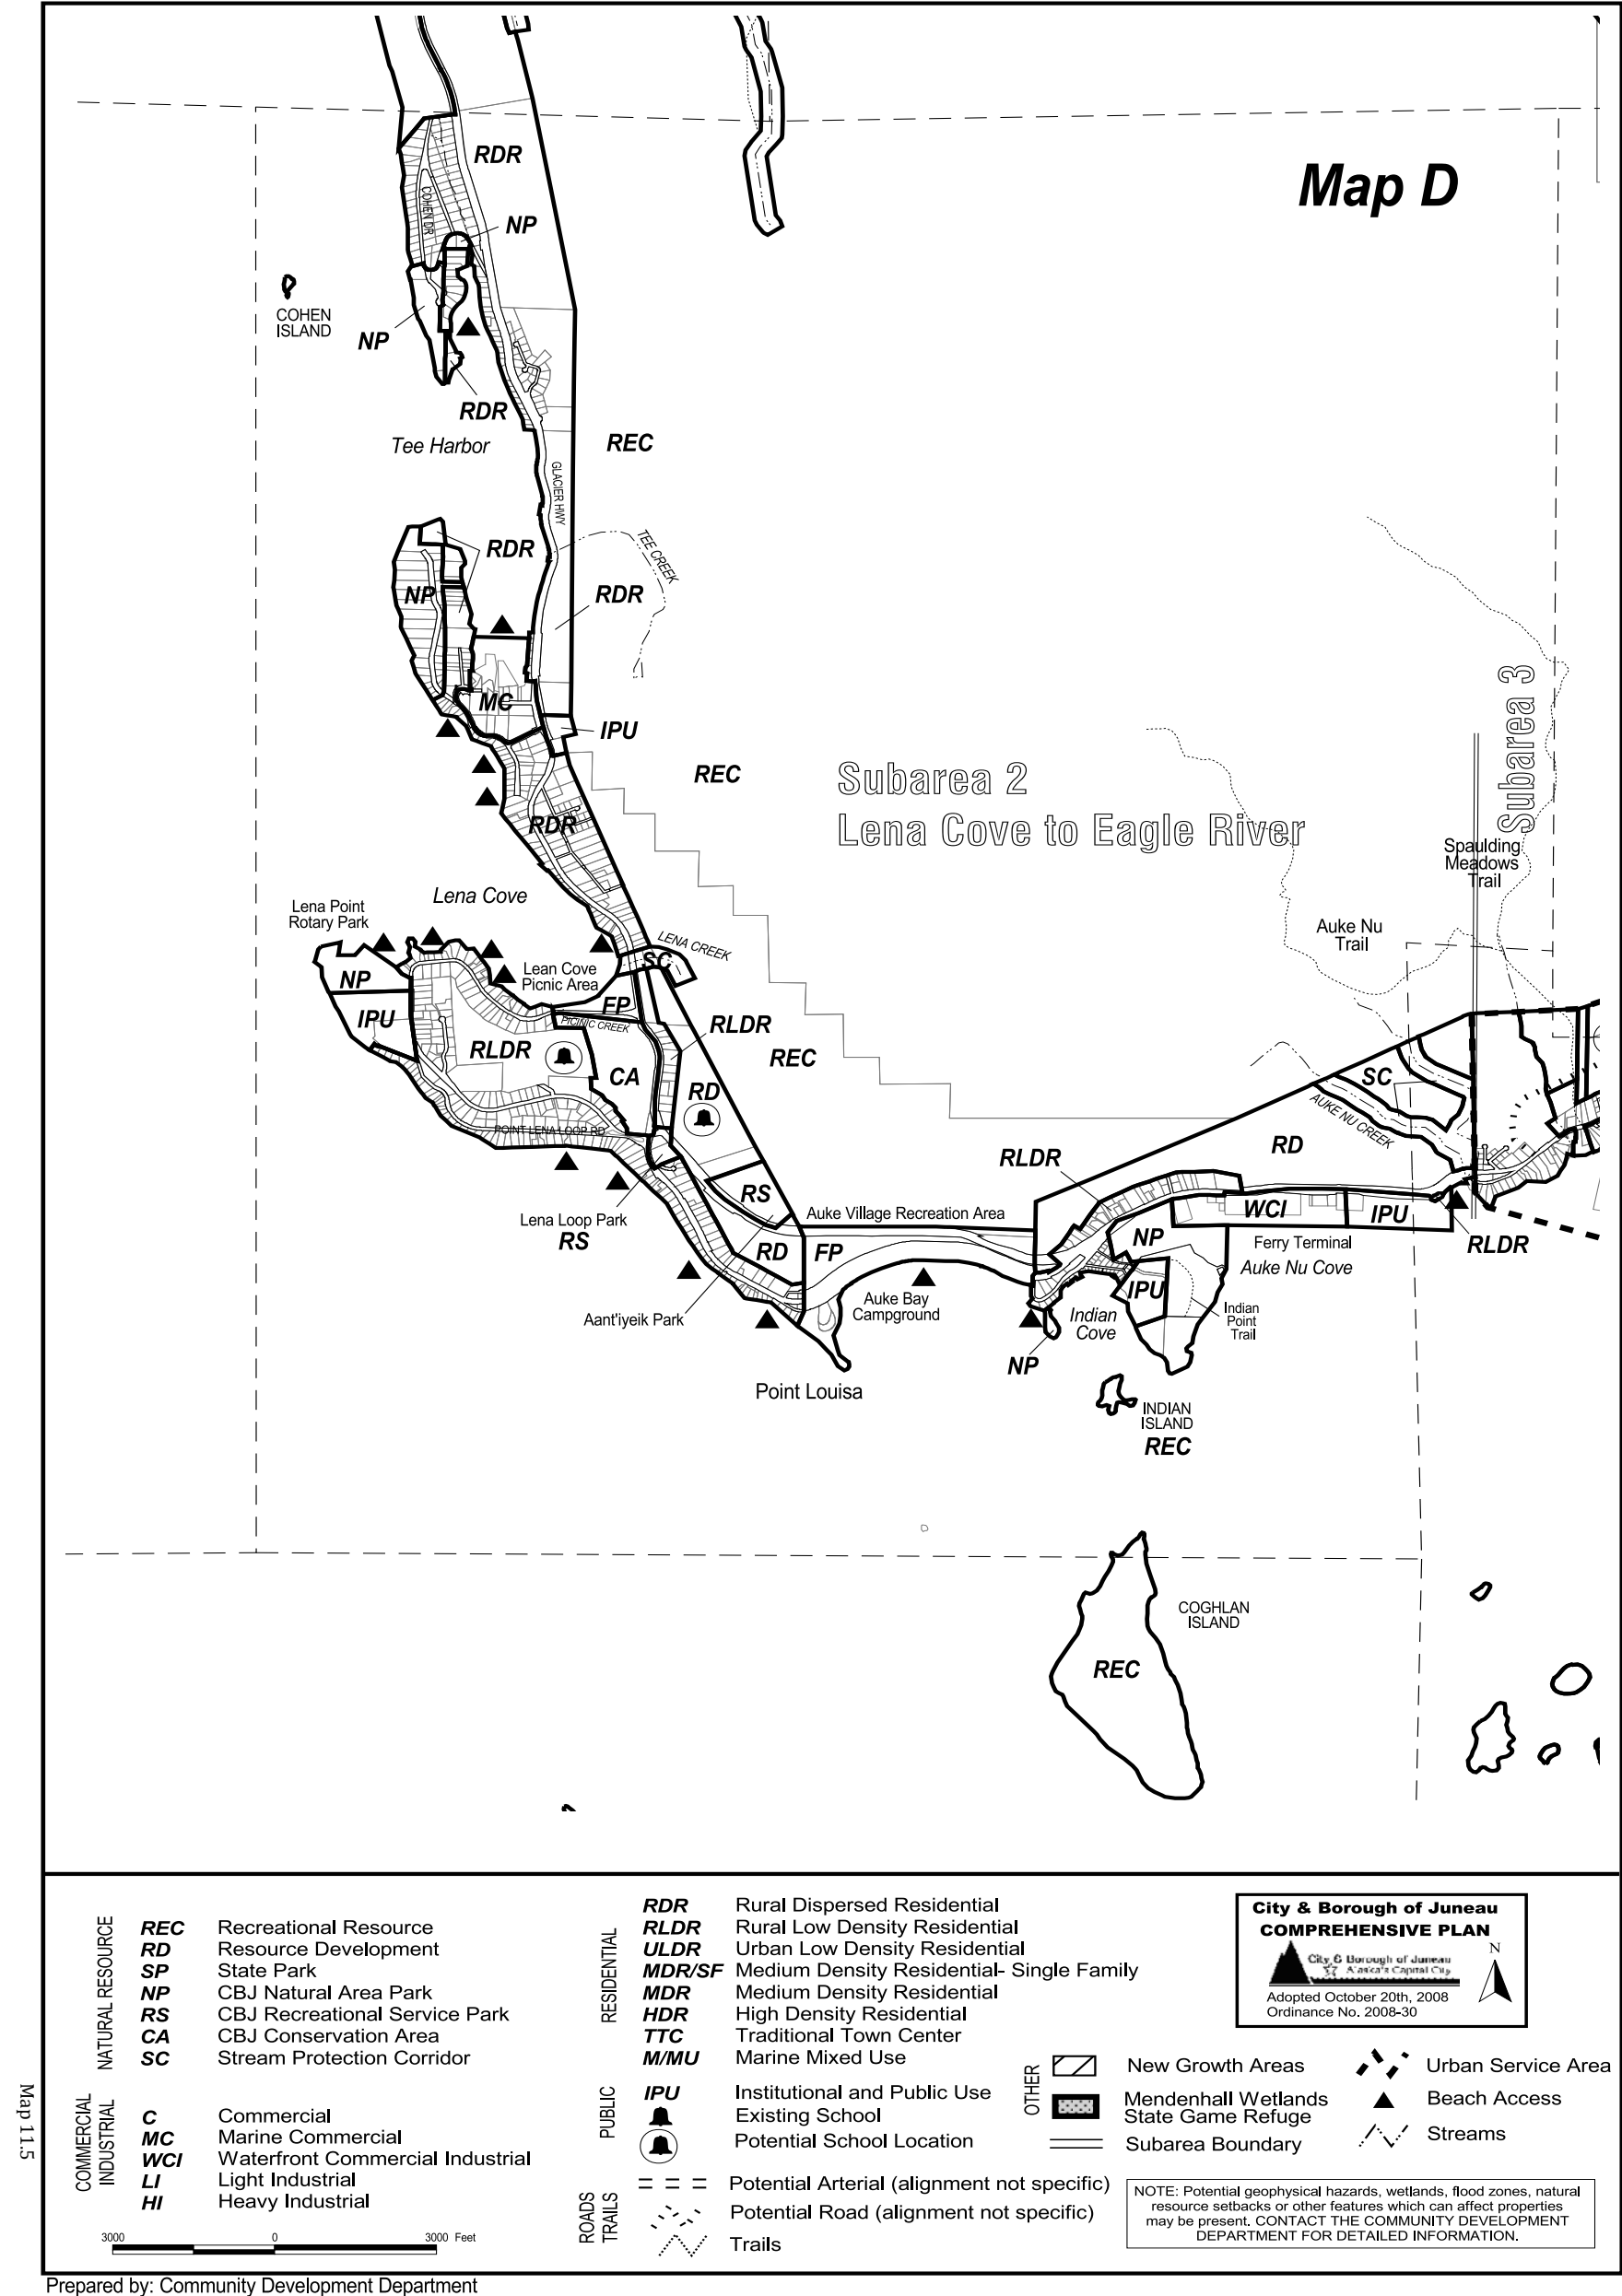 Map D
RDR
COHEN DR
NP
COHEN
ISLAND
NP
RDR
Tee Harbor
REC
GLACIER HWY
TEE CREEK
RDR
NP
RDR
MC
IPU
REC
Subarea 2
Lena Cove to Eagle River
Subarea 3
RDR
Spaulding
Meadows
Trail
Lena Cove
Lena Point
Rotary Park
Auke Nu
Trail
LENA CREEK
SC
Lean Cove
Picnic Area
NP
FP
IPU
PICINIC CREEK
RLDR
RLDR
REC
CA
RD
SC
AUKE NU CREEK
POINT LENA LOOP RD
RD
RLDR
RS
Lena Loop Park
RS
Auke Village Recreation Area
WCI
IPU
RLDR
NP
Ferry Terminal
Auke Nu Cove
RD
FP
IPU
Auke Bay
Campground
Aant'iyeik Park
Indian
Cove
Indian
Point
Trail
NP
Point Louisa
INDIAN
ISLAND
REC
COGHLAN
ISLAND
REC
NATURAL RESOURCE
REC Recreational Resource
RD Resource Development
SP State Park
NP CBJ Natural Area Park
RS CBJ Recreational Service Park
CA CBJ Conservation Area
SC Stream Protection Corridor
COMMERCIAL
INDUSTRIAL
C Commercial
MC Marine Commercial
WCI Waterfront Commercial Industrial
LI Light Industrial
HI Heavy Industrial
3000 0 3000 Feet
RESIDENTIAL
RDR Rural Dispersed Residential
RLDR Rural Low Density Residential
ULDR Urban Low Density Residential
MDR/SF Medium Density Residential- Single Family
MDR Medium Density Residential
HDR High Density Residential
TTC Traditional Town Center
M/MU Marine Mixed Use
PUBLIC
IPU Institutional and Public Use
Existing School
Potential School Location
ROADS
TRAILS
Potential Arterial (alignment not specific)
Potential Road (alignment not specific)
Trails
OTHER
New Growth Areas
Mendenhall Wetlands
State Game Refuge
Subarea Boundary
Urban Service Area
Beach Access
Streams
City & Borough of Juneau
COMPREHENSIVE PLAN
City & Borough of Juneau
Alaska's Capital City
N
Adopted October 20th, 2008
Ordinance No. 2008-30
NOTE: Potential geophysical hazards, wetlands, flood zones, natural
resource setbacks or other features which can affect properties
may be present. CONTACT THE COMMUNITY DEVELOPMENT
DEPARTMENT FOR DETAILED INFORMATION.
Map 11.5
Prepared by: Community Development Department